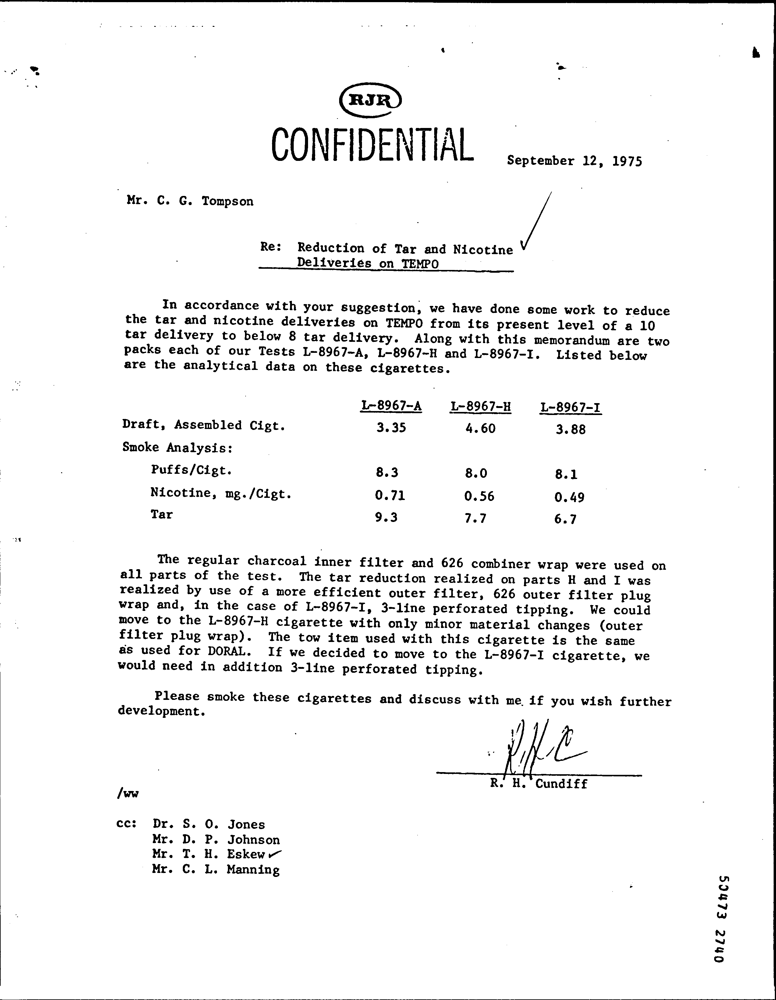 RJR
CONFIDENTIAL
September 12, 1975
Mr. C. G. Tompson
Re: Reduction of Tar and Nicotine
Deliveries on TEMPO
In accordance with your suggestion, we have done some work to reduce
the tar and nicotine deliveries on TEMPO from its present level of a 10
tar delivery to below 8 tar delivery. Along with this memorandum are two
packs each of our Tests L-8967-A, L-8967-H and L-8967-I. Listed below
are the analytical data on these cigarettes.
L-8967-A L-8967-H L-8967-I
Draft, Assembled Cigt. 3.35 4.60 3.88
Smoke Analysis:
Puffs/Cigt. 8.3 8.0 8.1
Nicotine, mg./Cigt. 0.71 0.56 0.49
Tar 9.3 7.7 6.7
The regular charcoal inner filter and 626 combiner wrap were used on
all parts of the test. The tar reduction realized on parts H and I was
realized by use of a more efficient outer filter, 626 outer filter plug
wrap and, in the case of L-8967-I, 3-line perforated tipping. We could
move to the L-8967-H cigarette with only minor material changes (outer
filter plug wrap). The tow item used with this cigarette is the same
as used for DORAL. If we decided to move to the L-8967-I cigarette, we
would need in addition 3-line perforated tipping.
Please smoke these cigarettes and discuss with me if you wish further
development.
R.H.C
R. H. Cundiff
/ww
cc: Dr. S. O. Jones
Mr. D. P. Johnson
Mr. T. H. Eskew
Mr. C. L. Manning
50473 2740